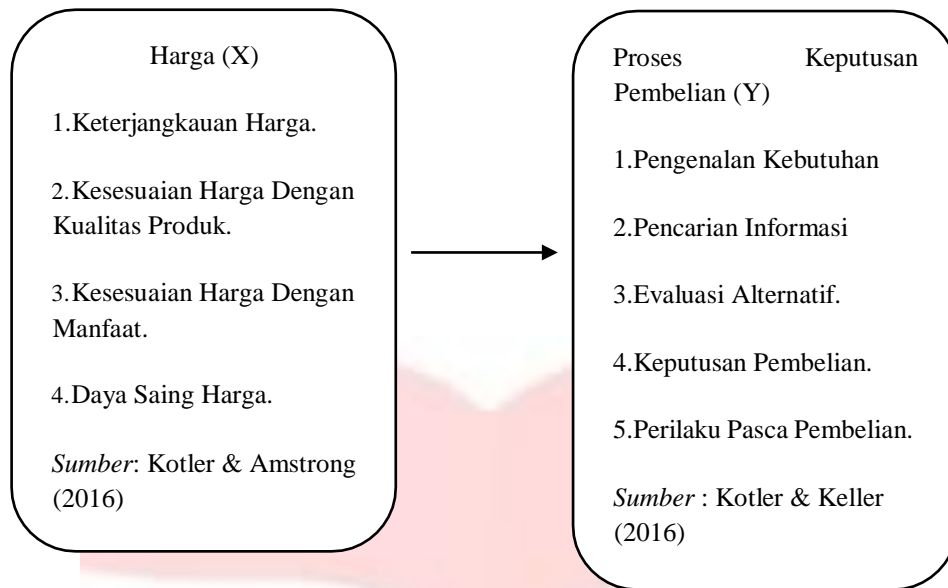 Harga (X)
1.Keterjangkauan Harga.
2.Kesesuaian Harga Dengan
Kualitas Produk.
3.Kesesuaian Harga Dengan
Manfaat.
4.Daya Saing Harga.
Sumber: Kotler & Amstrong
(2016)
Proses Keputusan
Pembelian (Y)
1.Pengenalan Kebutuhan
2.Pencarian Informasi
3.Evaluasi Alternatif.
4.Keputusan Pembelian.
5.Perilaku Pasca Pembelian.
Sumber : Kotler & Keller
(2016)